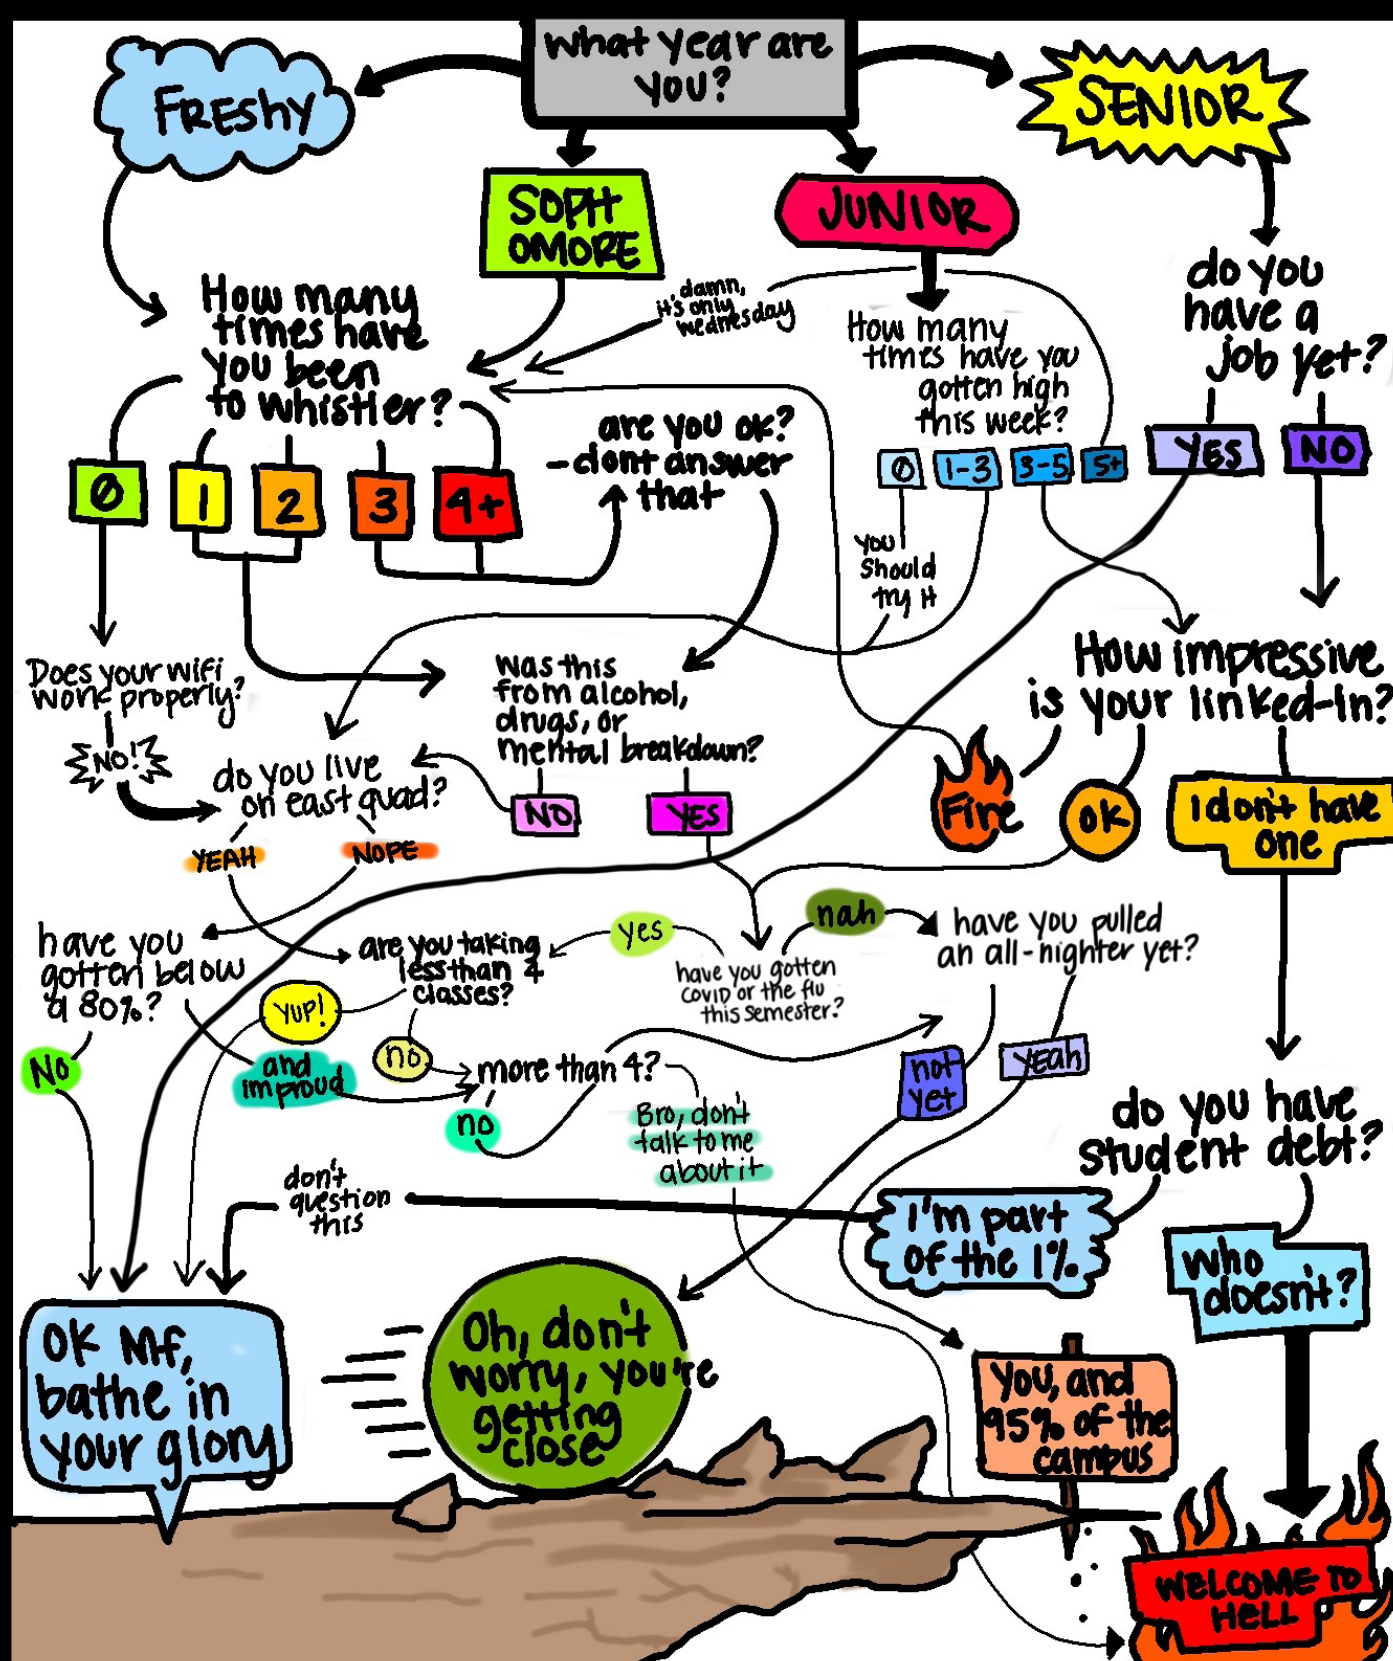 What year are
you?
FRESHY
SENIOR
SOPH
OMORE
JUNIOR
do you
have a
job yet?
How many
times have
you been
to whistler?
damn,
it's only
wednesday
How many
times have you
gotten high
this week?
are you ok?
-dont answer
that
0
1-3
3-5
5+
YES
NO
0
1
2
3
4+
you
should
try it
Does your wifi
work properly?
NO!
was this
from alcohol,
drugs, or
mental breakdown?
How impressive
is your linked-in?
do you live
on east quad?
NO
YES
Fire
OK
I don't have
one
YEAH
NOPE
have you
gotten below
a 80%?
are you taking
less than 4
classes?
yes
nah
have you gotten
COVID or the flu
this semester?
have you pulled
an all-nighter yet?
YUP!
NO
and
im proud
no
more than 4?
no
Bro, don't
talk to me
about it
not
yet
yeah
do you have
student debt?
don't
question
this
I'm part
of the 1%
who
doesn't?
OK MF,
bathe in
your glory
Oh, don't
worry, you're
getting
close
You, and
95% of the
campus
WELCOME TO
HELL